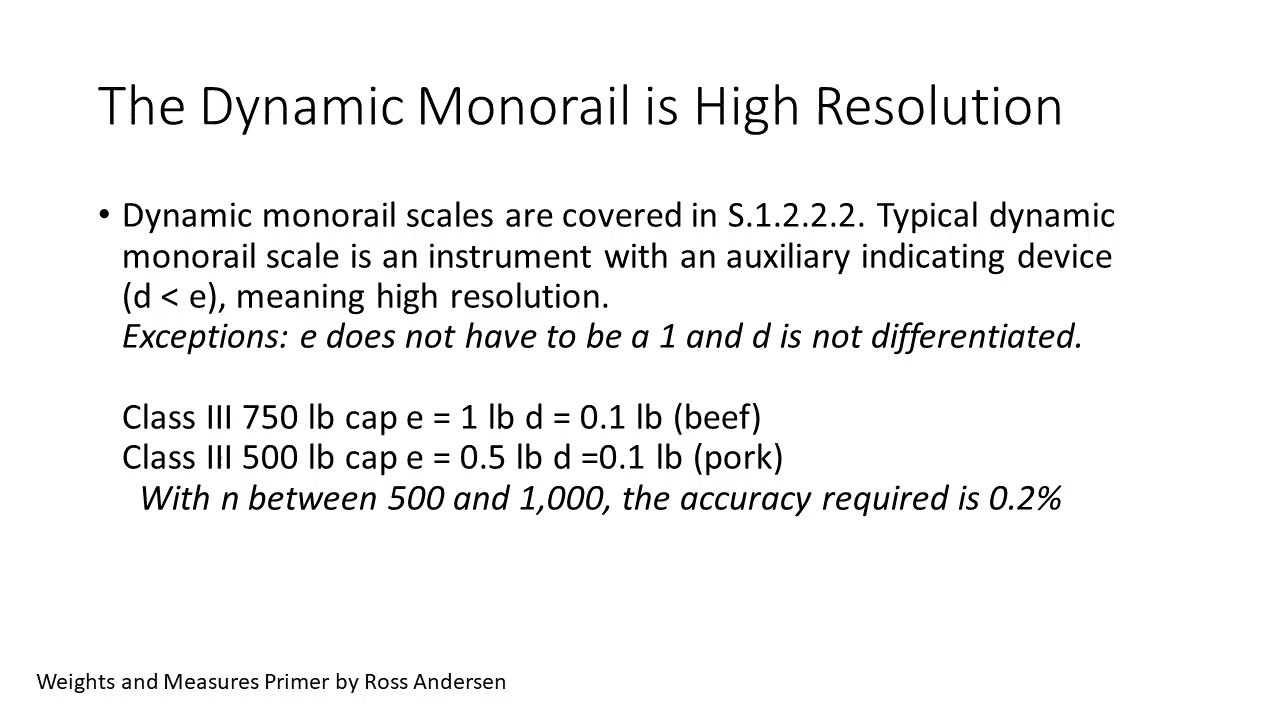 The Dynamic Monorail is High Resolution
• Dynamic monorail scales are covered in S.1.2.2.2. Typical dynamic
monorail scale is an instrument with an auxiliary indicating device
(d < e), meaning high resolution.
Exceptions: e does not have to be a 1 and d is not differentiated.
Class III 750 lb cap e = 1 lb d = 0.1 lb (beef)
Class III 500 lb cap e = 0.5 lb d =0.1 lb (pork)
With n between 500 and 1,000, the accuracy required is 0.2%
Weights and Measures Primer by Ross Andersen